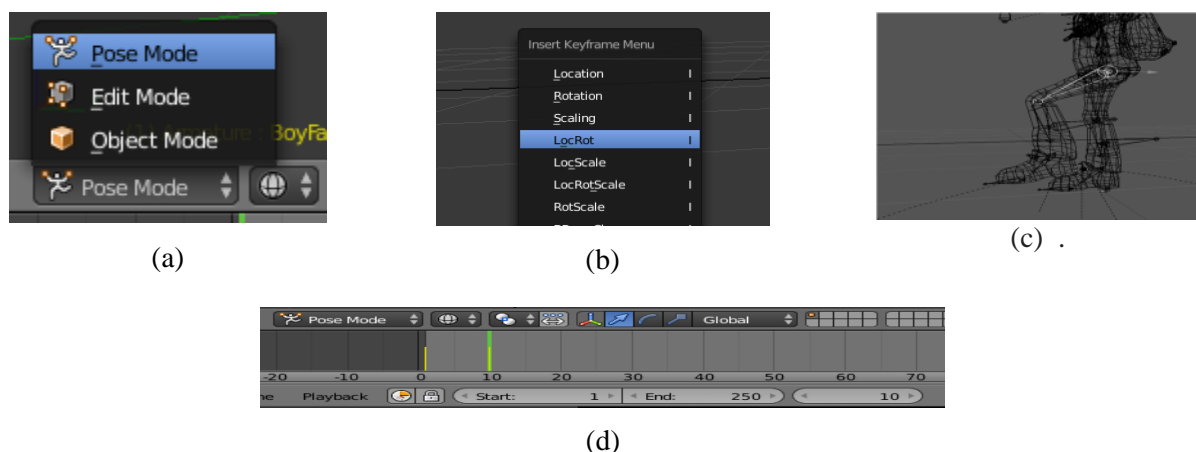 Pose Mode
Edit Mode
Object Mode
BoyFa
Pose Mode
(a)
Insert Keyframe Menu
Location I
Rotation I
Scaling I
LocRot I
LocScale I
LocRotScale I
RotScale I
(b)
(c) .
Pose Mode Global
-20 -10 0 10 20 30 40 50 60 70
Playback Start: 1 End: 250 10
(d)